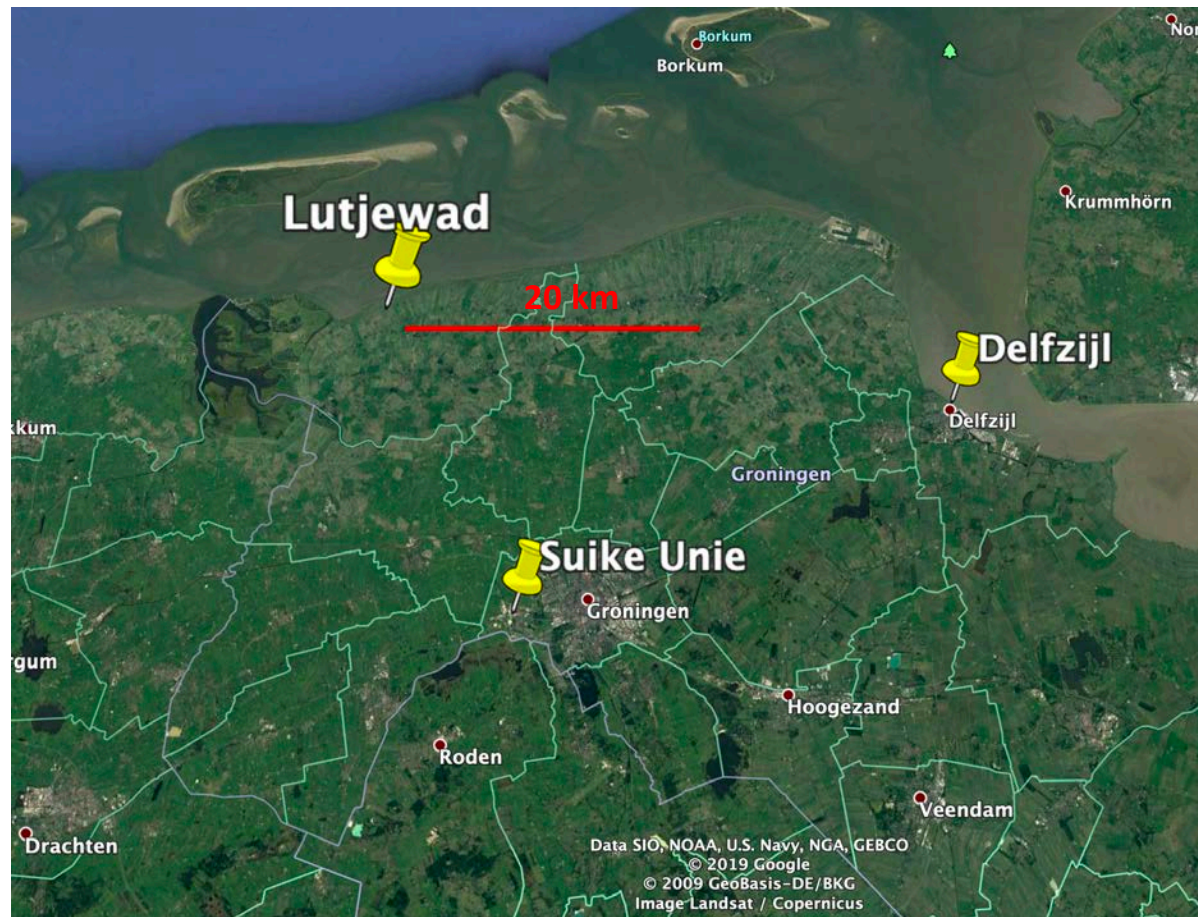 Borkum
Borkum
Nor
Krummhörn
Lutjewad
20 km
Delfzijl
Delfzijl
kkum
Groningen
Suike Unie
Groningen
rgum
Hoogezand
Roden
Veendam
Drachten
Data SIO, NOAA, U.S. Navy, NGA, GEBCO
© 2019 Google
© 2009 GeoBasis-DE/BKG
Image Landsat / Copernicus